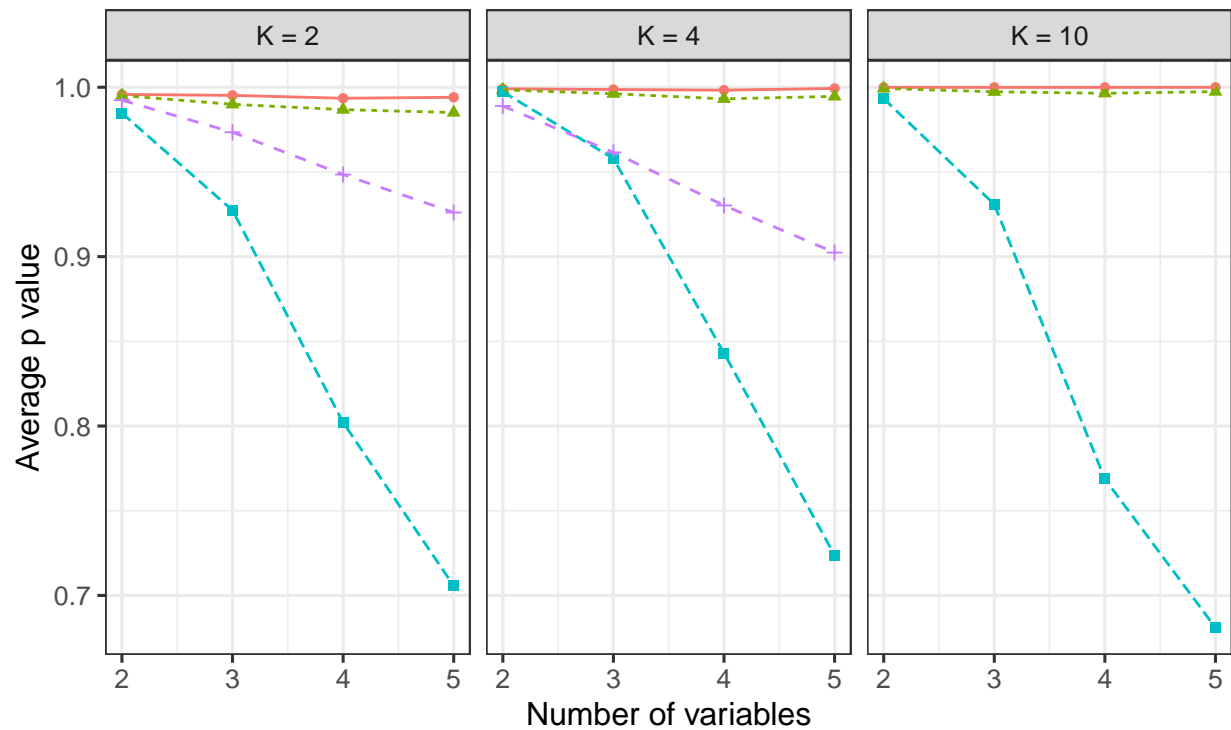 K = 2
K = 4
K = 10
1.0
0.9
0.8
0.7
Average p value
2 3 4 5
2 3 4 5
2 3 4 5
Number of variables